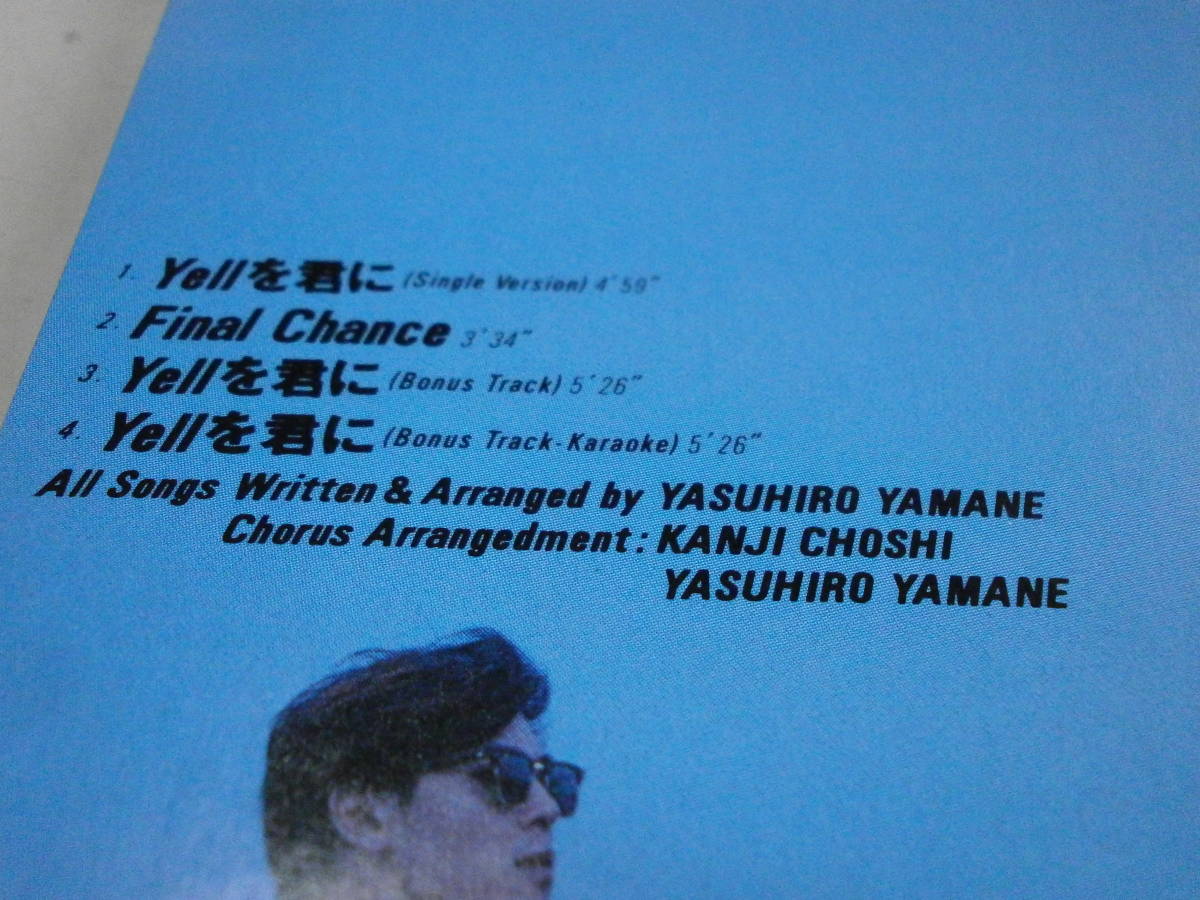 1. Yellを君に (Single Version) 4'59"
2. Final Chance 3'34"
3. Yellを君に (Bonus Track) 5'26"
4. Yellを君に (Bonus Track-Karaoke) 5'26"
All Songs Written & Arranged by YASUHIRO YAMANE
Chorus Arrangedment: KANJI CHOSHI
YASUHIRO YAMANE